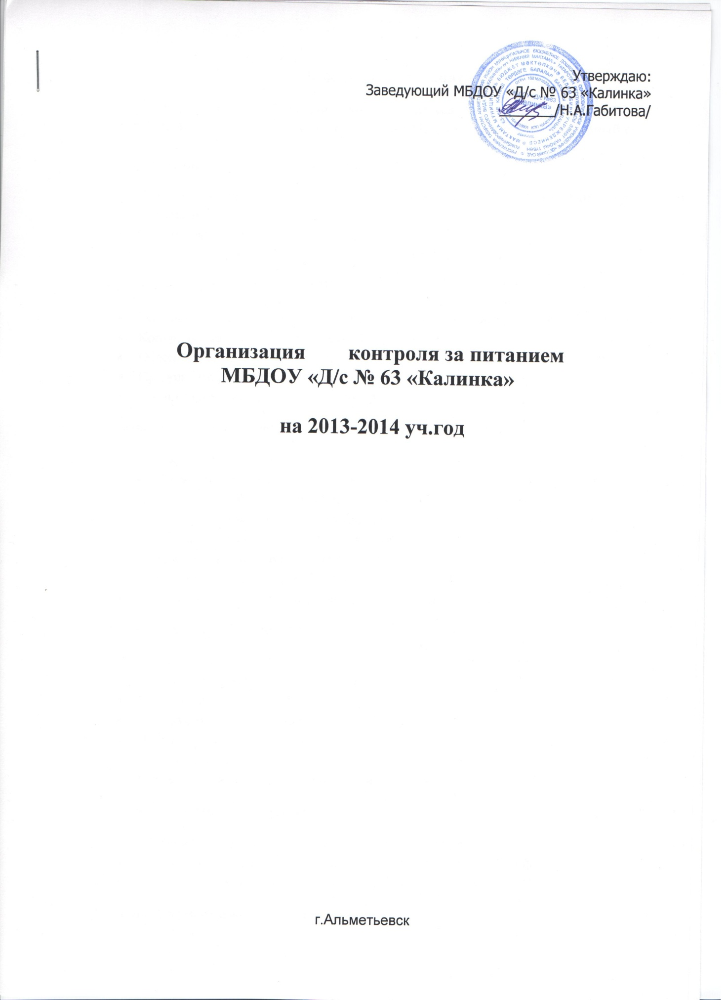 Утверждаю:
Заведующий МБДОУ «Д/с № 63 «Калинка»
/Н.А.Габитова/
Организация контроля за питанием
МБДОУ «Д/с № 63 «Калинка»
на 2013-2014 уч.год
г.Альметьевск